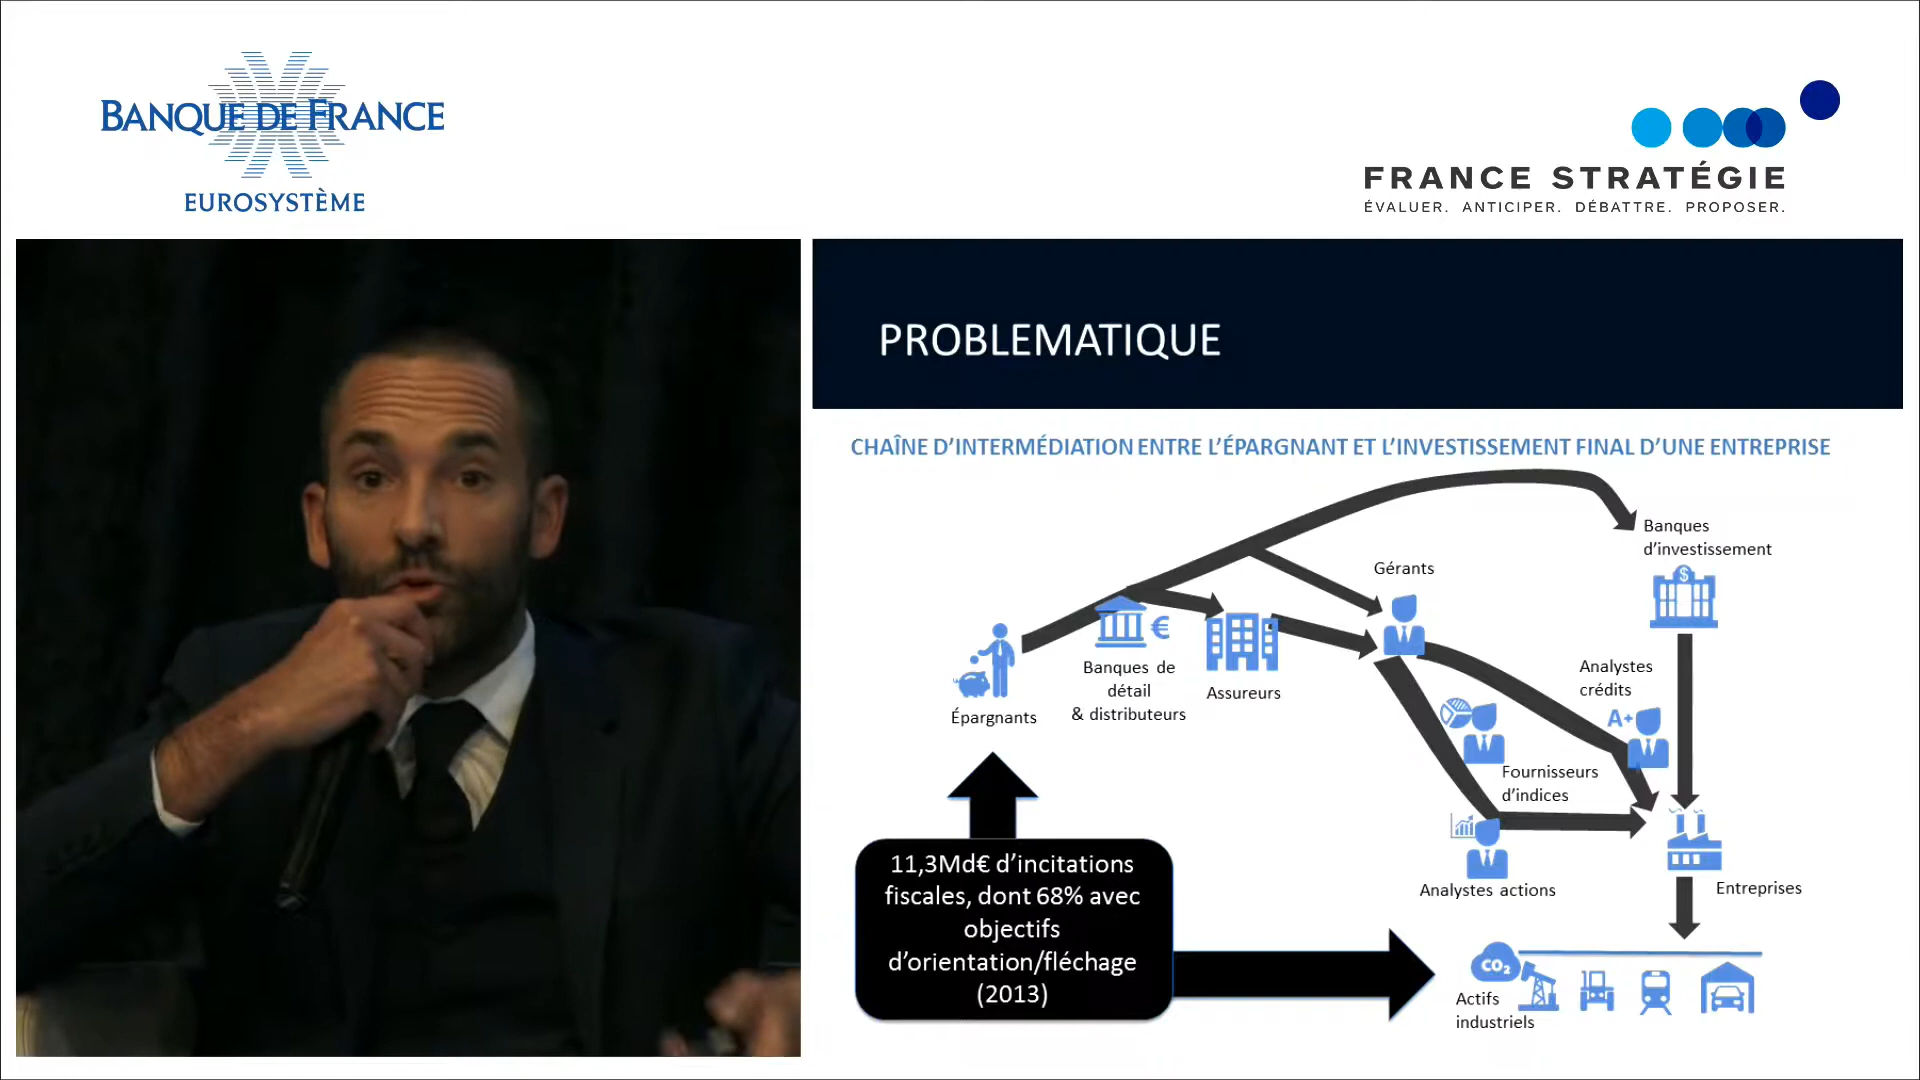 BANQUE DE FRANCE
EUROSYSTÈME
FRANCE STRATÉGIE
ÉVALUER. ANTICIPER. DÉBATTRE. PROPOSER.
PROBLEMATIQUE
CHAÎNE D’INTERMÉDIATION ENTRE L’ÉPARGNANT ET L’INVESTISSEMENT FINAL D’UNE ENTREPRISE
Banques
d’investissement
$
Gérants
€
Banques de
détail
& distributeurs
Assureurs
Épargnants
Analystes
crédits
A+
Fournisseurs
d’indices
Analystes actions
Entreprises
11,3Md€ d’incitations
fiscales, dont 68% avec
objectifs
d’orientation/fléchage
(2013)
CO₂
Actifs
industriels